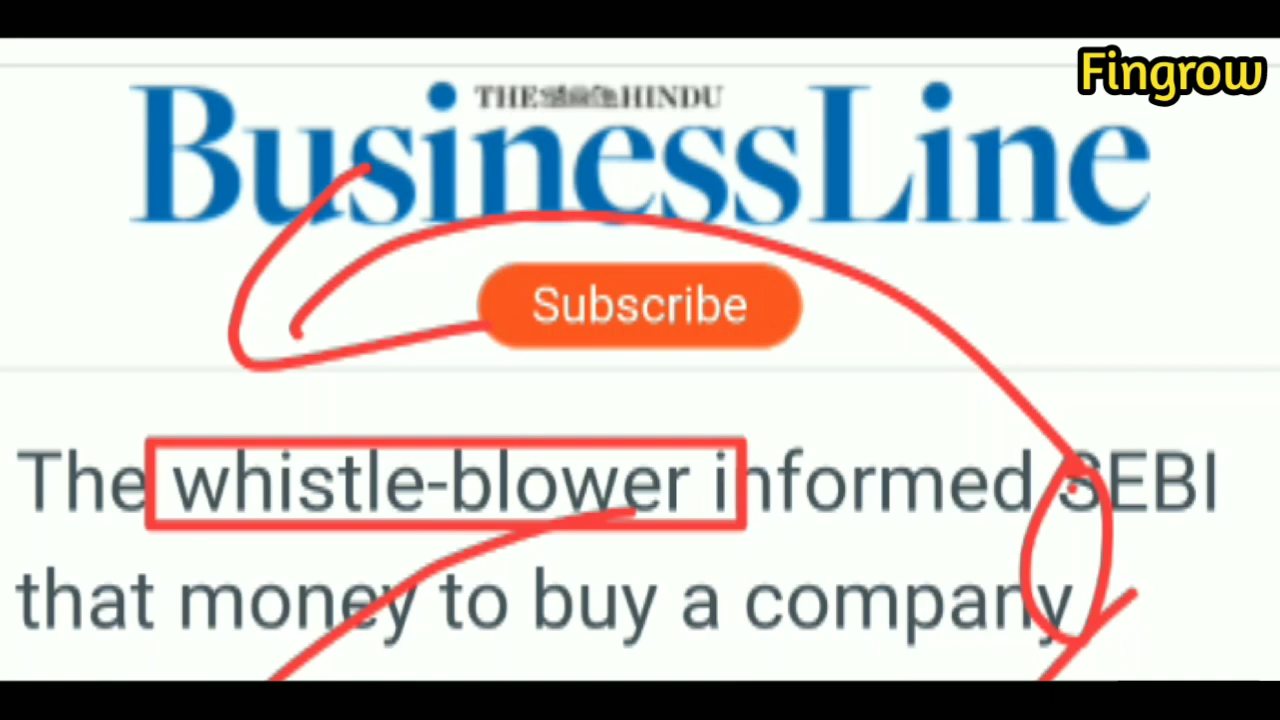 Fingrow
THE HINDU
BusinessLine
Subscribe
The whistle-blower informed SEBI
that money to buy a company